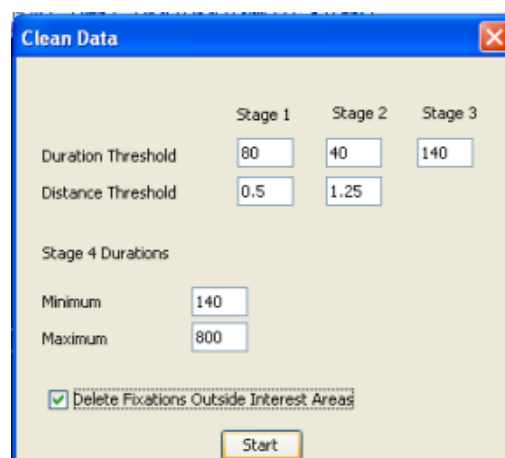 Clean Data
Stage 1 Stage 2 Stage 3
Duration Threshold 80 40 140
Distance Threshold 0.5 1.25
Stage 4 Durations
Minimum 140
Maximum 800
Delete Fixations Outside Interest Areas
Start